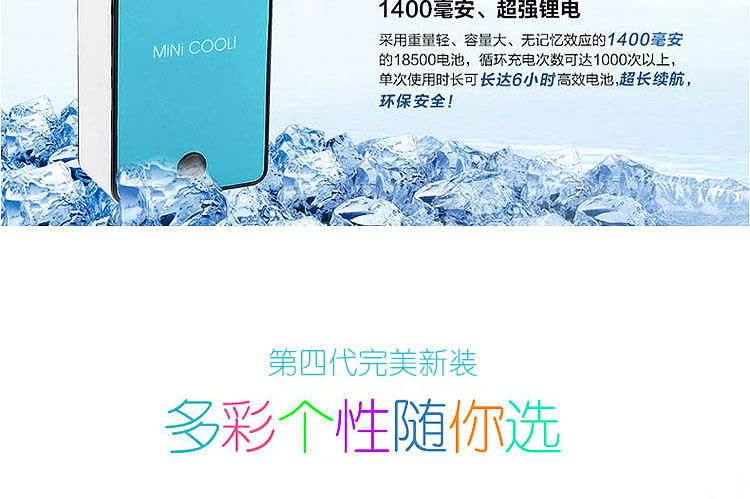 1400毫安、超强锂电
采用重量轻、容量大、无记忆效应的1400毫安
的18500电池，循环充电次数可达1000次以上，
单次使用时长可长达6小时高效电池,超长续航，
环保安全！
MiNi COOLi
第四代完美新装
多彩个性随你选